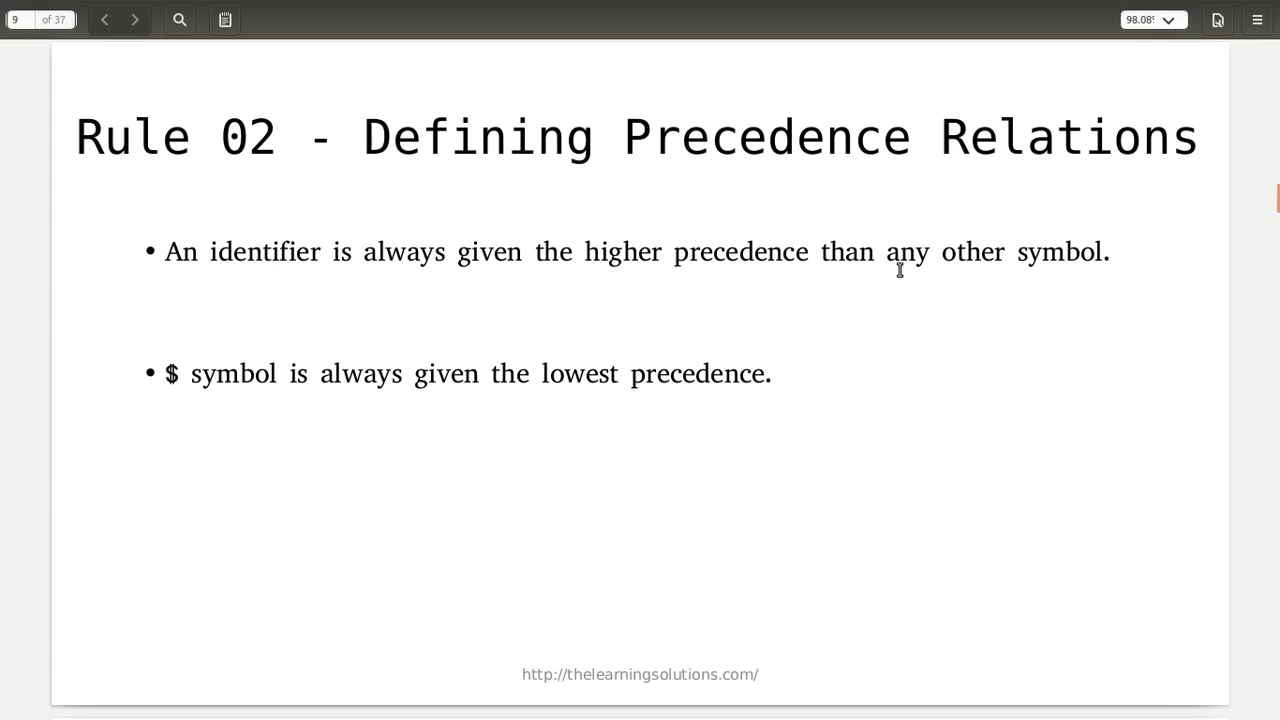 9 of 37 98.08%
Rule 02 - Defining Precedence Relations
• An identifier is always given the higher precedence than any other symbol.
• $ symbol is always given the lowest precedence.
http://thelearningsolutions.com/